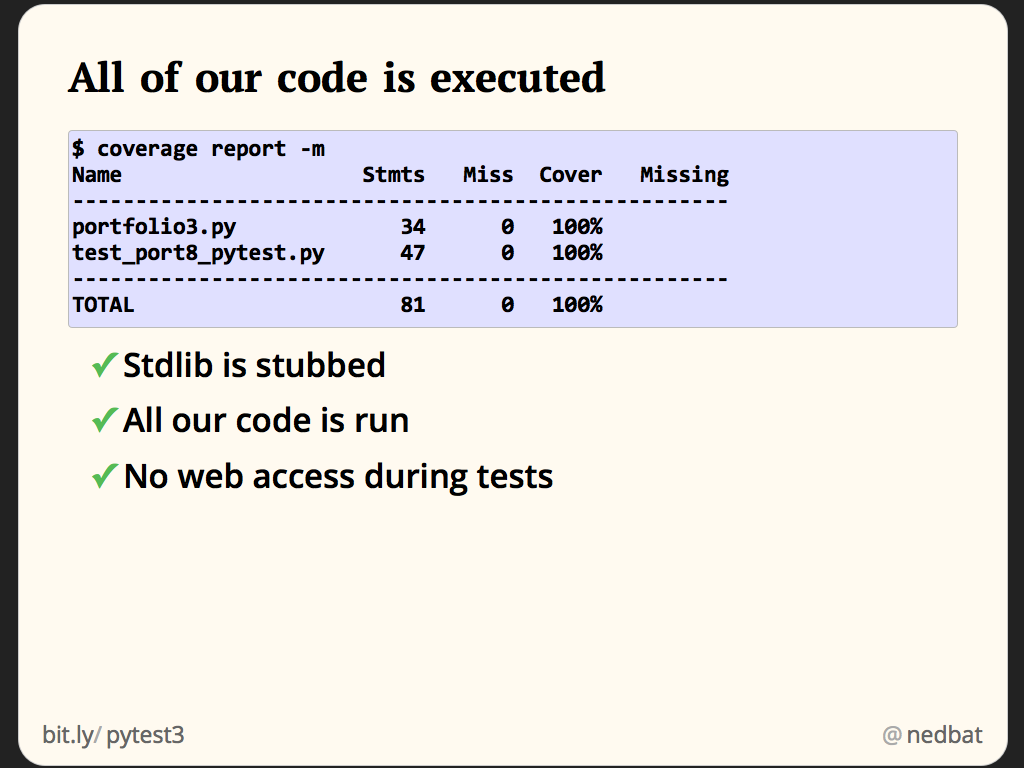 All of our code is executed
$ coverage report -m
Name                   Stmts   Miss  Cover   Missing
----------------------------------------------------
portfolio3.py             34      0   100%
test_port8_pytest.py      47      0   100%
----------------------------------------------------
TOTAL                     81      0   100%
✓ Stdlib is stubbed
✓ All our code is run
✓ No web access during tests
bit.ly/pytest3
@nedbat